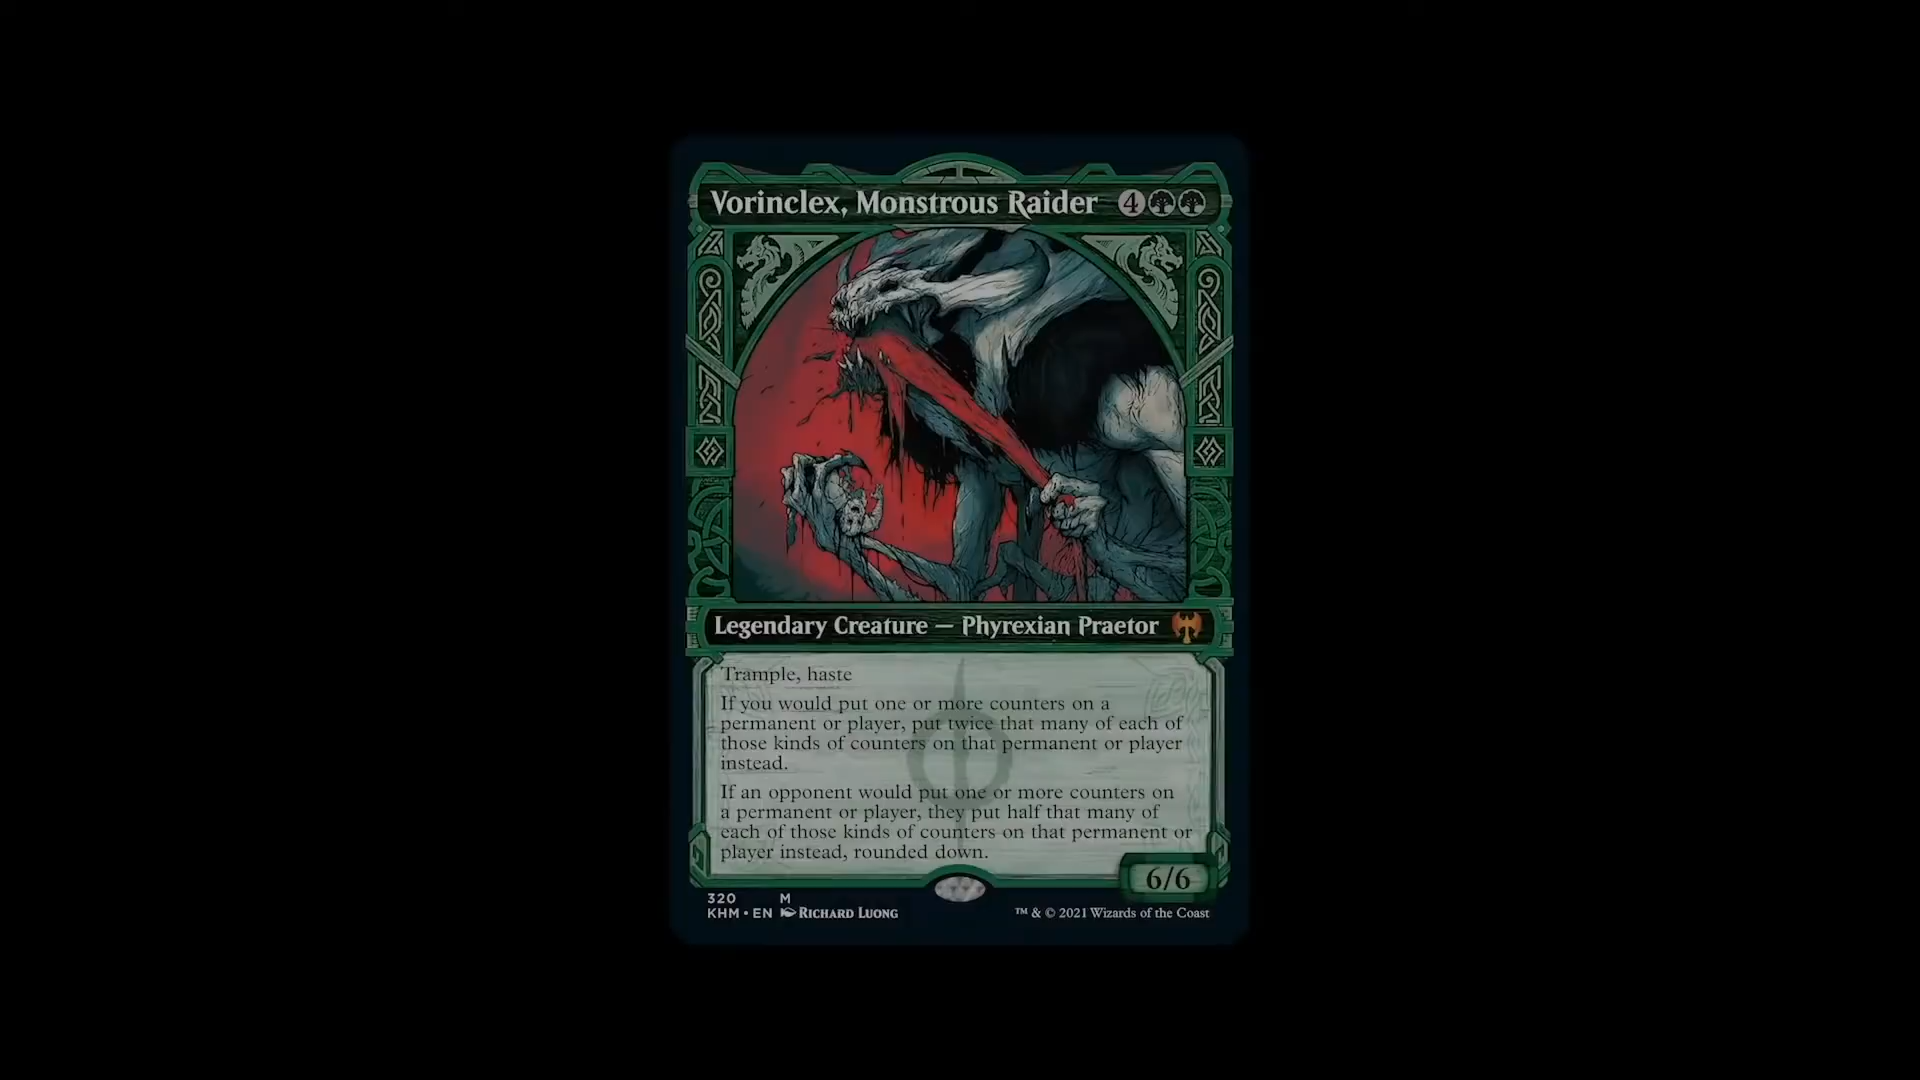 Vorinclex, Monstrous Raider 4
Legendary Creature — Phyrexian Praetor
Trample, haste
If you would put one or more counters on a
permanent or player, put twice that many of each of
those kinds of counters on that permanent or player
instead.
If an opponent would put one or more counters on
a permanent or player, they put half that many of
each of those kinds of counters on that permanent or
player instead, rounded down.
6/6
320 M
KHM • EN Richard Luong
™ & © 2021 Wizards of the Coast